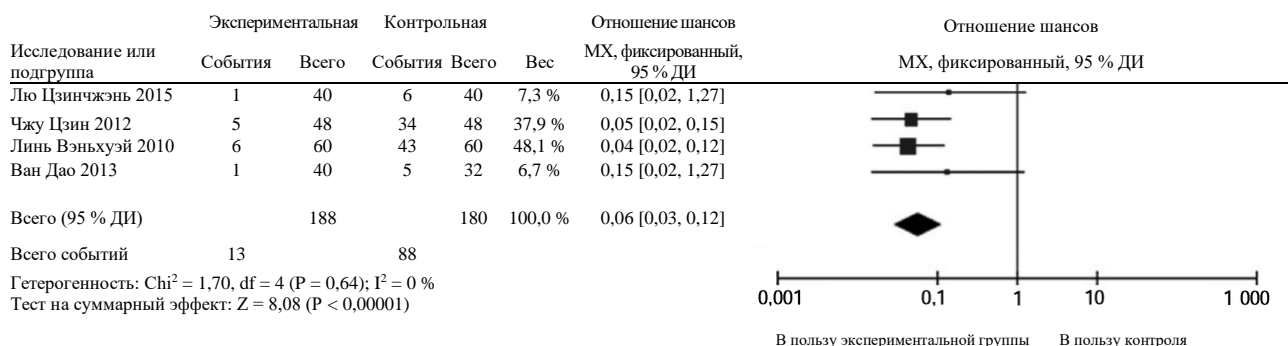 Экспериментальная Контрольная Отношение шансов Отношение шансов
Исследование или подгруппа События Всего События Всего Вес МХ, фиксированный, 95 % ДИ МХ, фиксированный, 95 % ДИ
Лю Цзинчжэнь 2015 1 40 6 40 7,3 % 0,15 [0,02, 1,27]
Чжу Цзин 2012 5 48 34 48 37,9 % 0,05 [0,02, 0,15]
Линь Вэньхуэй 2010 6 60 43 60 48,1 % 0,04 [0,02, 0,12]
Ван Дао 2013 1 40 5 32 6,7 % 0,15 [0,02, 1,27]
Всего (95 % ДИ) 188 180 100,0 % 0,06 [0,03, 0,12]
Всего событий 13 88
Гетерогенность: Chi² = 1,70, df = 4 (P = 0,64); I² = 0 %
Тест на суммарный эффект: Z = 8,08 (P < 0,00001)
0,001 0,1 1 10 1 000
В пользу экспериментальной группы В пользу контроля